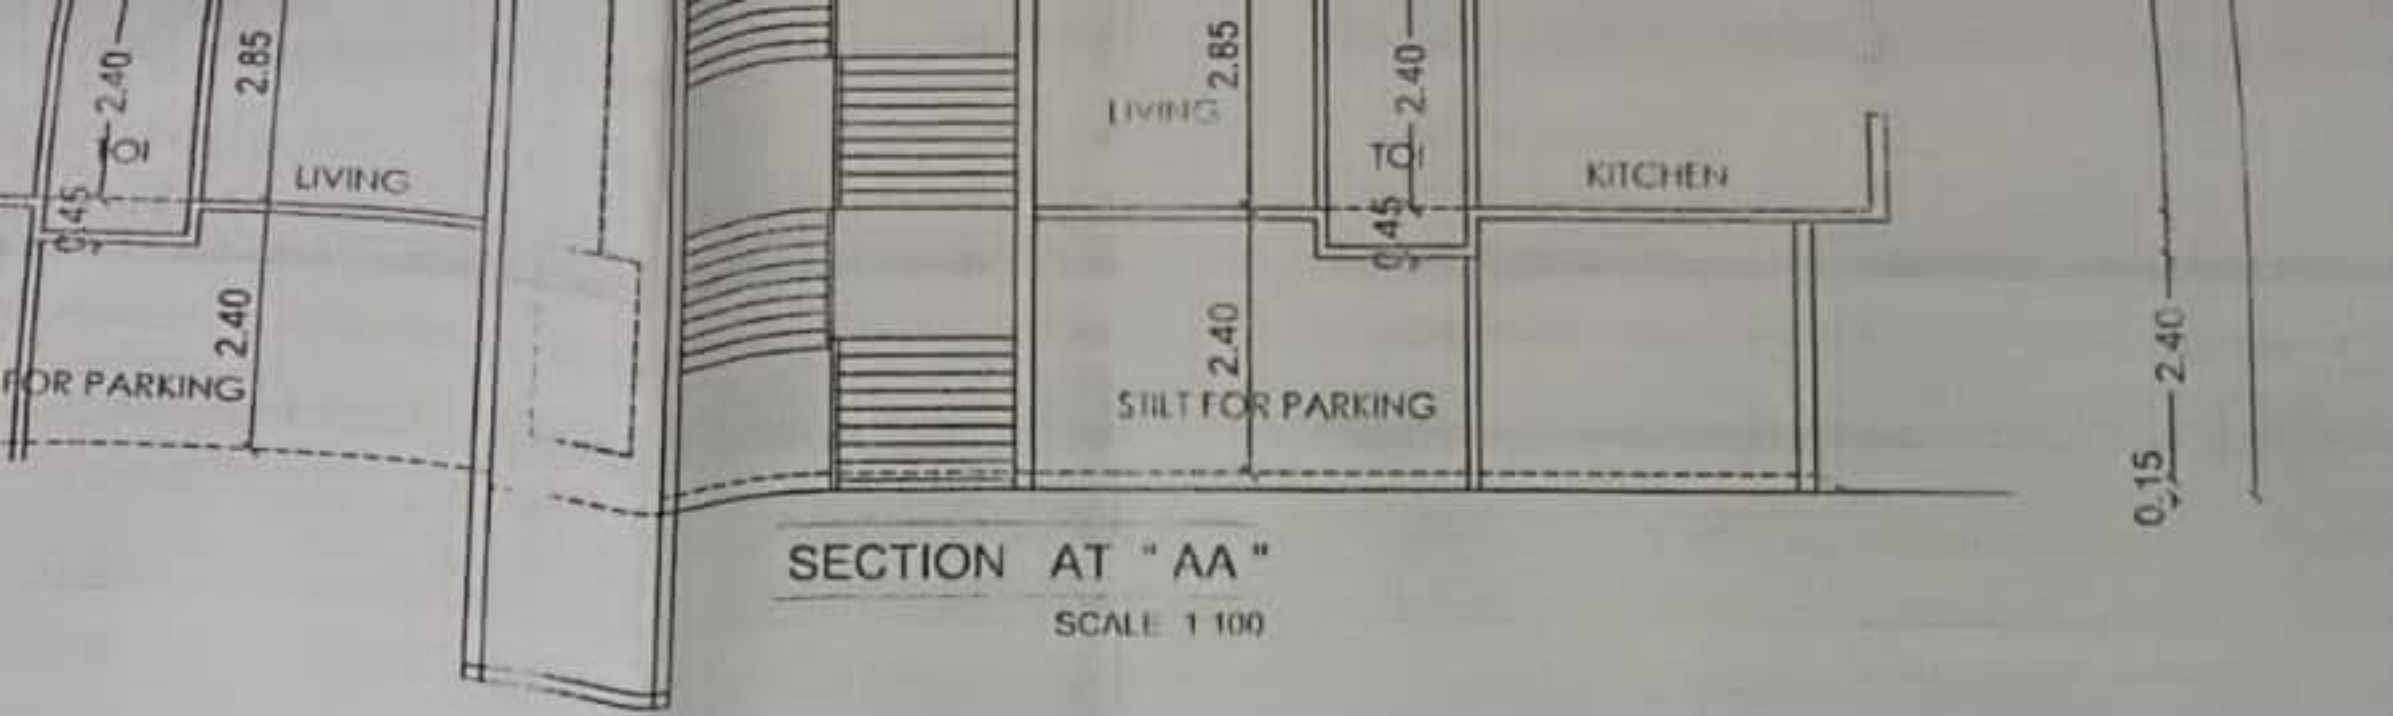 2.40
2.85
TOI
LIVING
0.45
2.40
FOR PARKING
2.85
LIVING
2.40
TOI
0.45
KITCHEN
2.40
STILT FOR PARKING
2.40
0.15
SECTION AT "AA"
SCALE 1 100